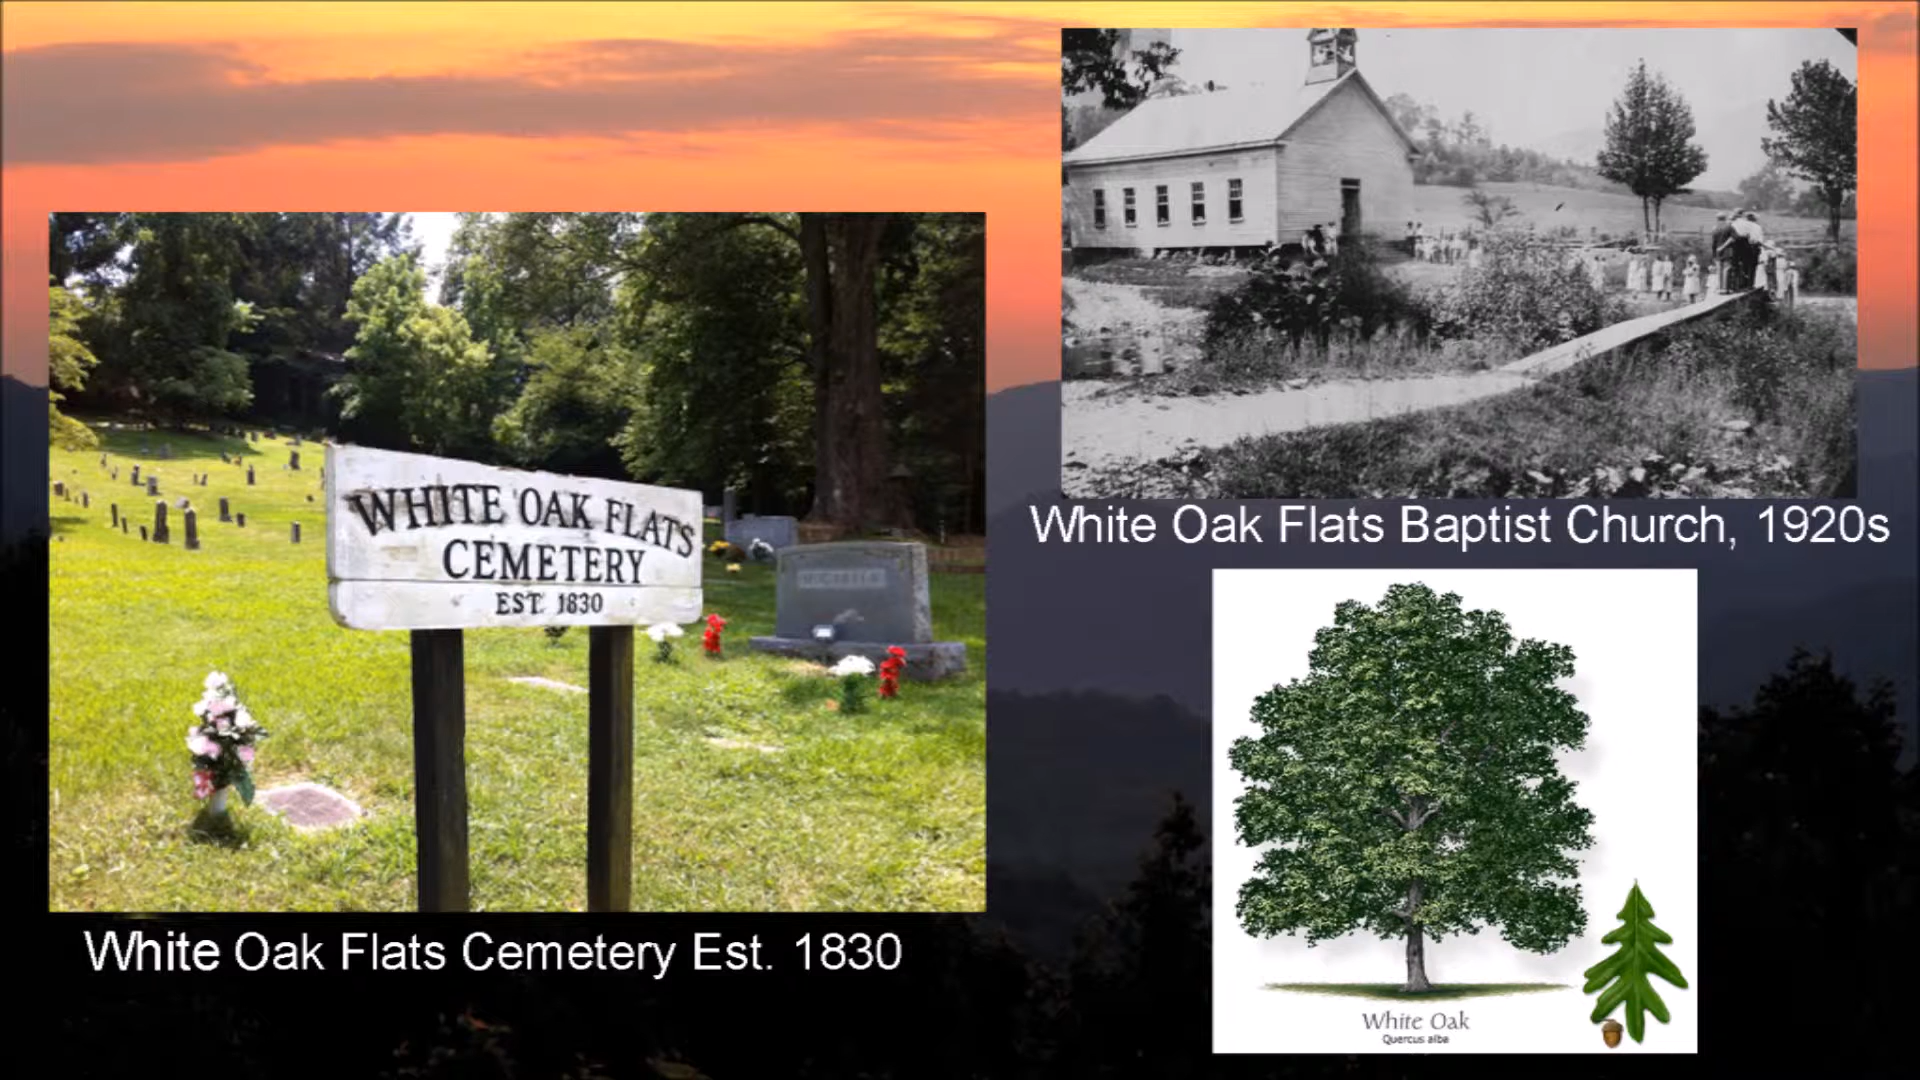 WHITE OAK FLATS
CEMETERY
EST. 1830
White Oak Flats Cemetery Est. 1830
White Oak Flats Baptist Church, 1920s
White Oak
Quercus alba